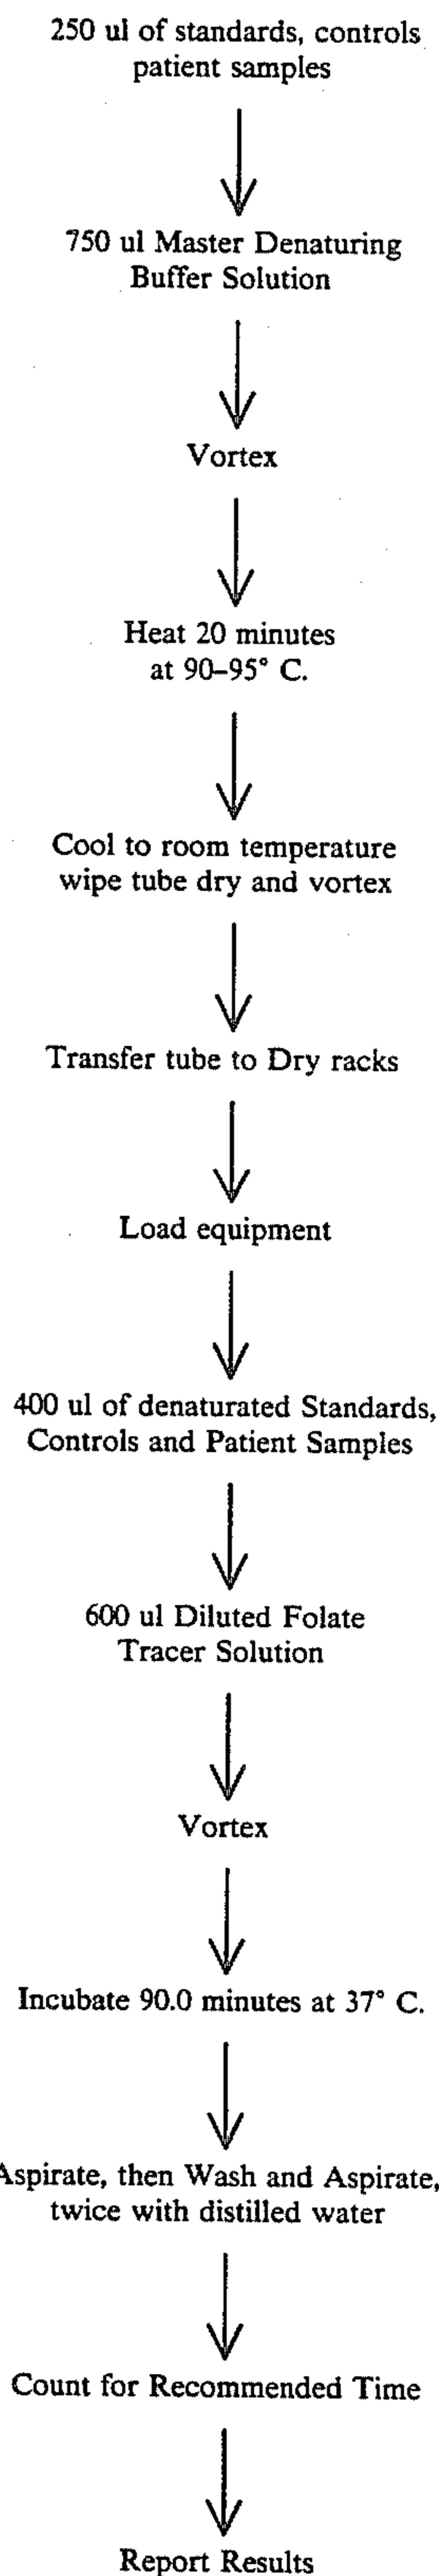 250 ul of standards, controls
patient samples
750 ul Master Denaturing
Buffer Solution
Vortex
Heat 20 minutes
at 90–95° C.
Cool to room temperature
wipe tube dry and vortex
Transfer tube to Dry racks
Load equipment
400 ul of denaturated Standards,
Controls and Patient Samples
600 ul Diluted Folate
Tracer Solution
Vortex
Incubate 90.0 minutes at 37° C.
Aspirate, then Wash and Aspirate,
twice with distilled water
Count for Recommended Time
Report Results